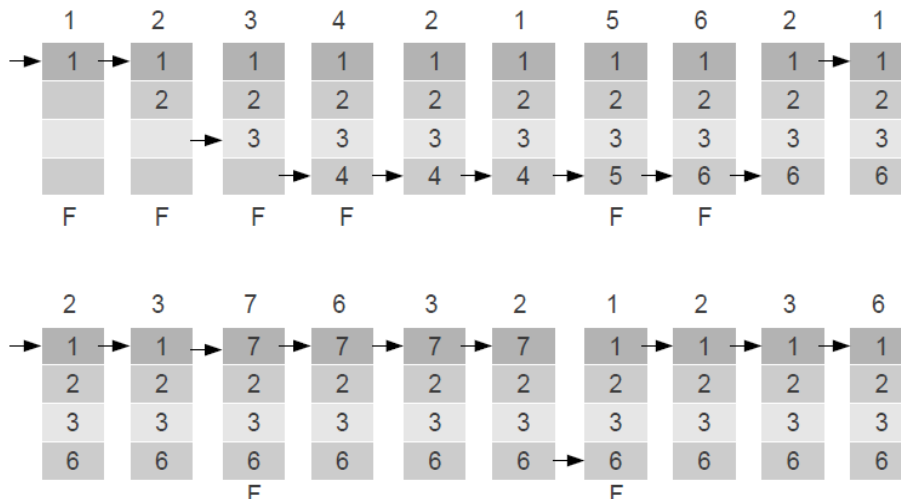 1 2 3 4 2 1 5 6 2 1
1 1 1 1 1 1 1 1 1 1
2 2 2 2 2 2 2 2 2
3 3 3 3 3 3 3 3
4 4 4 5 6 6 6
F F F F F F
2 3 7 6 3 2 1 2 3 6
1 1 7 7 7 7 1 1 1 1
2 2 2 2 2 2 2 2 2 2
3 3 3 3 3 3 3 3 3 3
6 6 6 6 6 6 6 6 6 6
F F